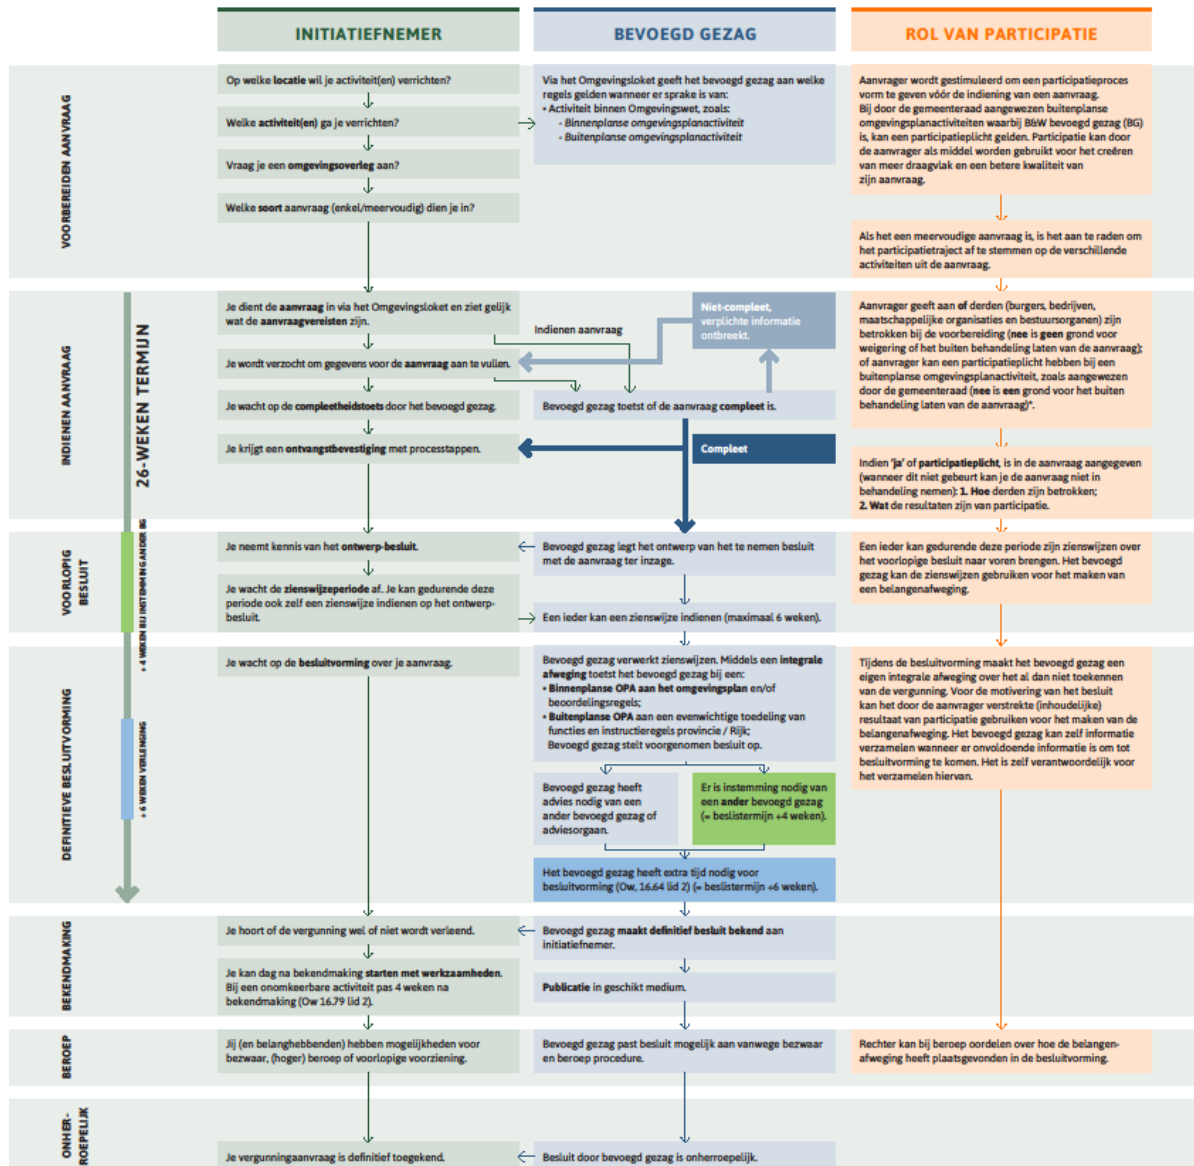 INITIATIEFNEMER
BEVOEGD GEZAG
ROL VAN PARTICIPATIE
VOORBEREIDEN AANVRAAG
Op welke locatie wil je activiteit(en) verrichten?
Welke activiteit(en) ga je verrichten?
Vraag je een omgevingsoverleg aan?
Welke soort aanvraag (enkel/meervoudig) dien je in?
Via het Omgevingsloket geeft het bevoegd gezag aan welke
regels gelden wanneer er sprake is van:
• Activiteit binnen Omgevingswet, zoals:
- Binnenplanse omgevingsplanactiviteit
- Buitenplanse omgevingsplanactiviteit
Aanvrager wordt gestimuleerd om een participatieproces
vorm te geven vóór de indiening van een aanvraag.
Bij door de gemeenteraad aangewezen buitenplanse
omgevingsplanactiviteiten waarbij B&W bevoegd gezag (BG)
is, kan een participatieplicht gelden. Participatie kan door
de aanvrager als middel worden gebruikt voor het creëren
van meer draagvlak en een betere kwaliteit van
zijn aanvraag.
Als het een meervoudige aanvraag is, is het aan te raden om
het participatietraject af te stemmen op de verschillende
activiteiten uit de aanvraag.
INDIENEN AANVRAAG
26-WEKEN TERMIJN
Je dient de aanvraag in via het Omgevingsloket en ziet gelijk
wat de aanvraagvereisten zijn.
Je wordt verzocht om gegevens voor de aanvraag aan te vullen.
Je wacht op de compleetheidstoets door het bevoegd gezag.
Je krijgt een ontvangstbevestiging met processtappen.
Indienen aanvraag
Niet-compleet,
verplichte informatie
ontbreekt.
Bevoegd gezag toetst of de aanvraag compleet is.
Compleet
Aanvrager geeft aan of derden (burgers, bedrijven,
maatschappelijke organisaties en bestuursorganen) zijn
betrokken bij de voorbereiding (nee is geen grond voor
weigering of het buiten behandeling laten van de aanvraag);
of aanvrager kan een participatieplicht hebben bij een
buitenplanse omgevingsplanactiviteit, zoals aangewezen
door de gemeenteraad (nee is een grond voor het buiten
behandeling laten van de aanvraag)*.
Indien 'ja' of participatieplicht, is in de aanvraag aangegeven
(wanneer dit niet gebeurt kan je de aanvraag niet in
behandeling nemen): 1. Hoe derden zijn betrokken;
2. Wat de resultaten zijn van participatie.
VOORLOPIG
BESLUIT
+ 4 WEKEN BIJ INSTEMMING ANDER BG
Je neemt kennis van het ontwerp-besluit.
Je wacht de zienswijzeperiode af. Je kan gedurende deze
periode ook zelf een zienswijze indienen op het ontwerp-
besluit.
Bevoegd gezag legt het ontwerp van het te nemen besluit
met de aanvraag ter inzage.
Een ieder kan een zienswijze indienen (maximaal 6 weken).
Een ieder kan gedurende deze periode zijn zienswijzen over
het voorlopige besluit naar voren brengen. Het bevoegd
gezag kan de zienswijzen gebruiken voor het maken van
een belangenafweging.
DEFINITIEVE BESLUITVORMING
+ 6 WEKEN VERLENGING
Je wacht op de besluitvorming over je aanvraag.
Bevoegd gezag verwerkt zienswijzen. Middels een integrale
afweging toetst het bevoegd gezag bij een:
• Binnenplanse OPA aan het omgevingsplan en/of
beoordelingsregels;
• Buitenplanse OPA aan een evenwichtige toedeling van
functies en instructieregels provincie / Rijk;
Bevoegd gezag stelt voorgenomen besluit op.
Bevoegd gezag heeft
advies nodig van een
ander bevoegd gezag of
adviesorgaan.
Er is instemming nodig van
een ander bevoegd gezag
(= beslistermijn +4 weken).
Het bevoegd gezag heeft extra tijd nodig voor
besluitvorming (Ow, 16.64 lid 2) (= beslistermijn +6 weken).
Tijdens de besluitvorming maakt het bevoegd gezag een
eigen integrale afweging over het al dan niet toekennen
van de vergunning. Voor de motivering van het besluit
kan het door de aanvrager verstrekte (inhoudelijke)
resultaat van participatie gebruiken voor het maken van de
belangenafweging. Het bevoegd gezag kan zelf informatie
verzamelen wanneer er onvoldoende informatie is om tot
besluitvorming te komen. Het is zelf verantwoordelijk voor
het verzamelen hiervan.
BEKENDMAKING
Je hoort of de vergunning wel of niet wordt verleend.
Je kan dag na bekendmaking starten met werkzaamheden.
Bij een onomkeerbare activiteit pas 4 weken na
bekendmaking (Ow 16.79 lid 2).
Bevoegd gezag maakt definitief besluit bekend aan
initiatiefnemer.
Publicatie in geschikt medium.
BEROEP
Jij (en belanghebbenden) hebben mogelijkheden voor
bezwaar, (hoger) beroep of voorlopige voorziening.
Bevoegd gezag past besluit mogelijk aan vanwege bezwaar
en beroep procedure.
Rechter kan bij beroep oordelen over hoe de belangen-
afweging heeft plaatsgevonden in de besluitvorming.
ONHER-
ROEPELIJK
Je vergunningaanvraag is definitief toegekend.
Besluit door bevoegd gezag is onherroepelijk.